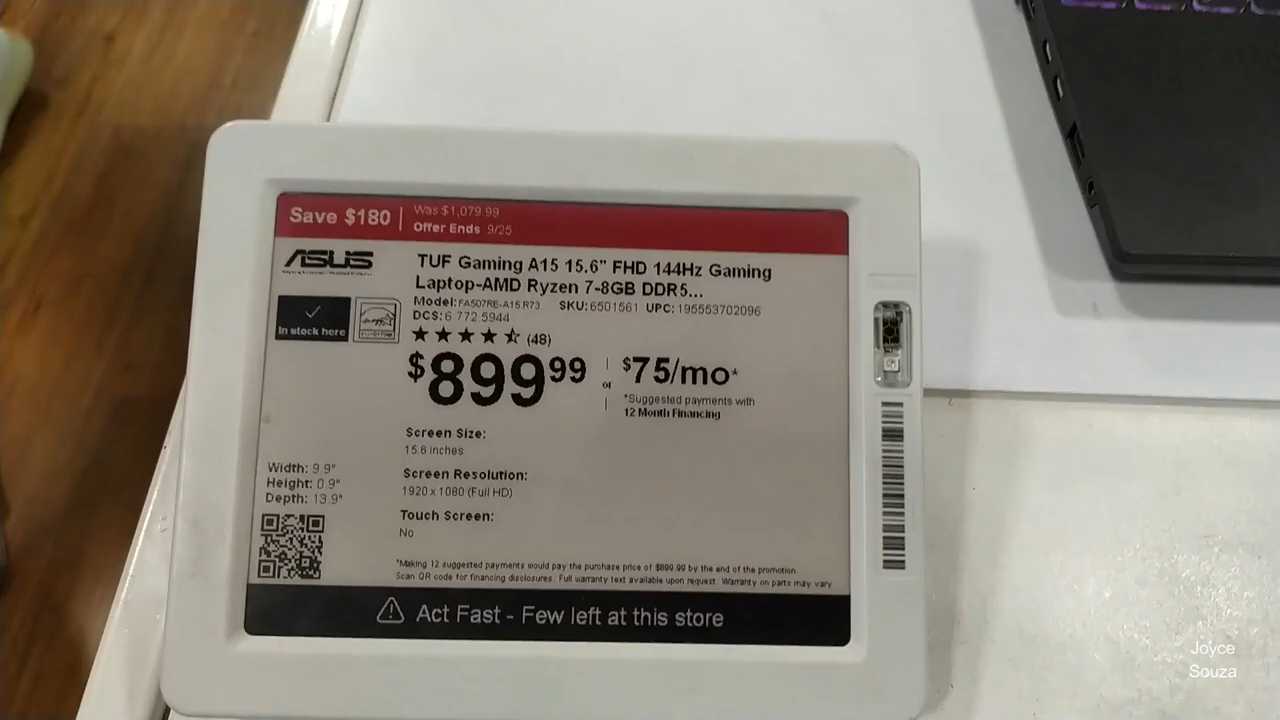 Save $180
Was $1,079.99
Offer Ends 9/25
ASUS
TUF Gaming A15 15.6" FHD 144Hz Gaming
Laptop-AMD Ryzen 7-8GB DDR5...
Model:FA507RE-A15.R73... SKU:6501561 UPC: 195553702096
DCS:6 772.5944
In stock here
(48)
$899 99
or
$75/mo*
*Suggested payments with
12 Month Financing
Screen Size:
15.6 inches
Screen Resolution:
1920 x 1080 (Full HD)
Touch Screen:
No
Width: 9.9"
Height: 0.9"
Depth: 13.9"
*Making 12 suggested payments would pay the purchase price of $899.99 by the end of the promotion.
Scan QR code for financing disclosures. Full warranty text available upon request. Warranty on parts may vary
Act Fast - Few left at this store
Joyce
Souza